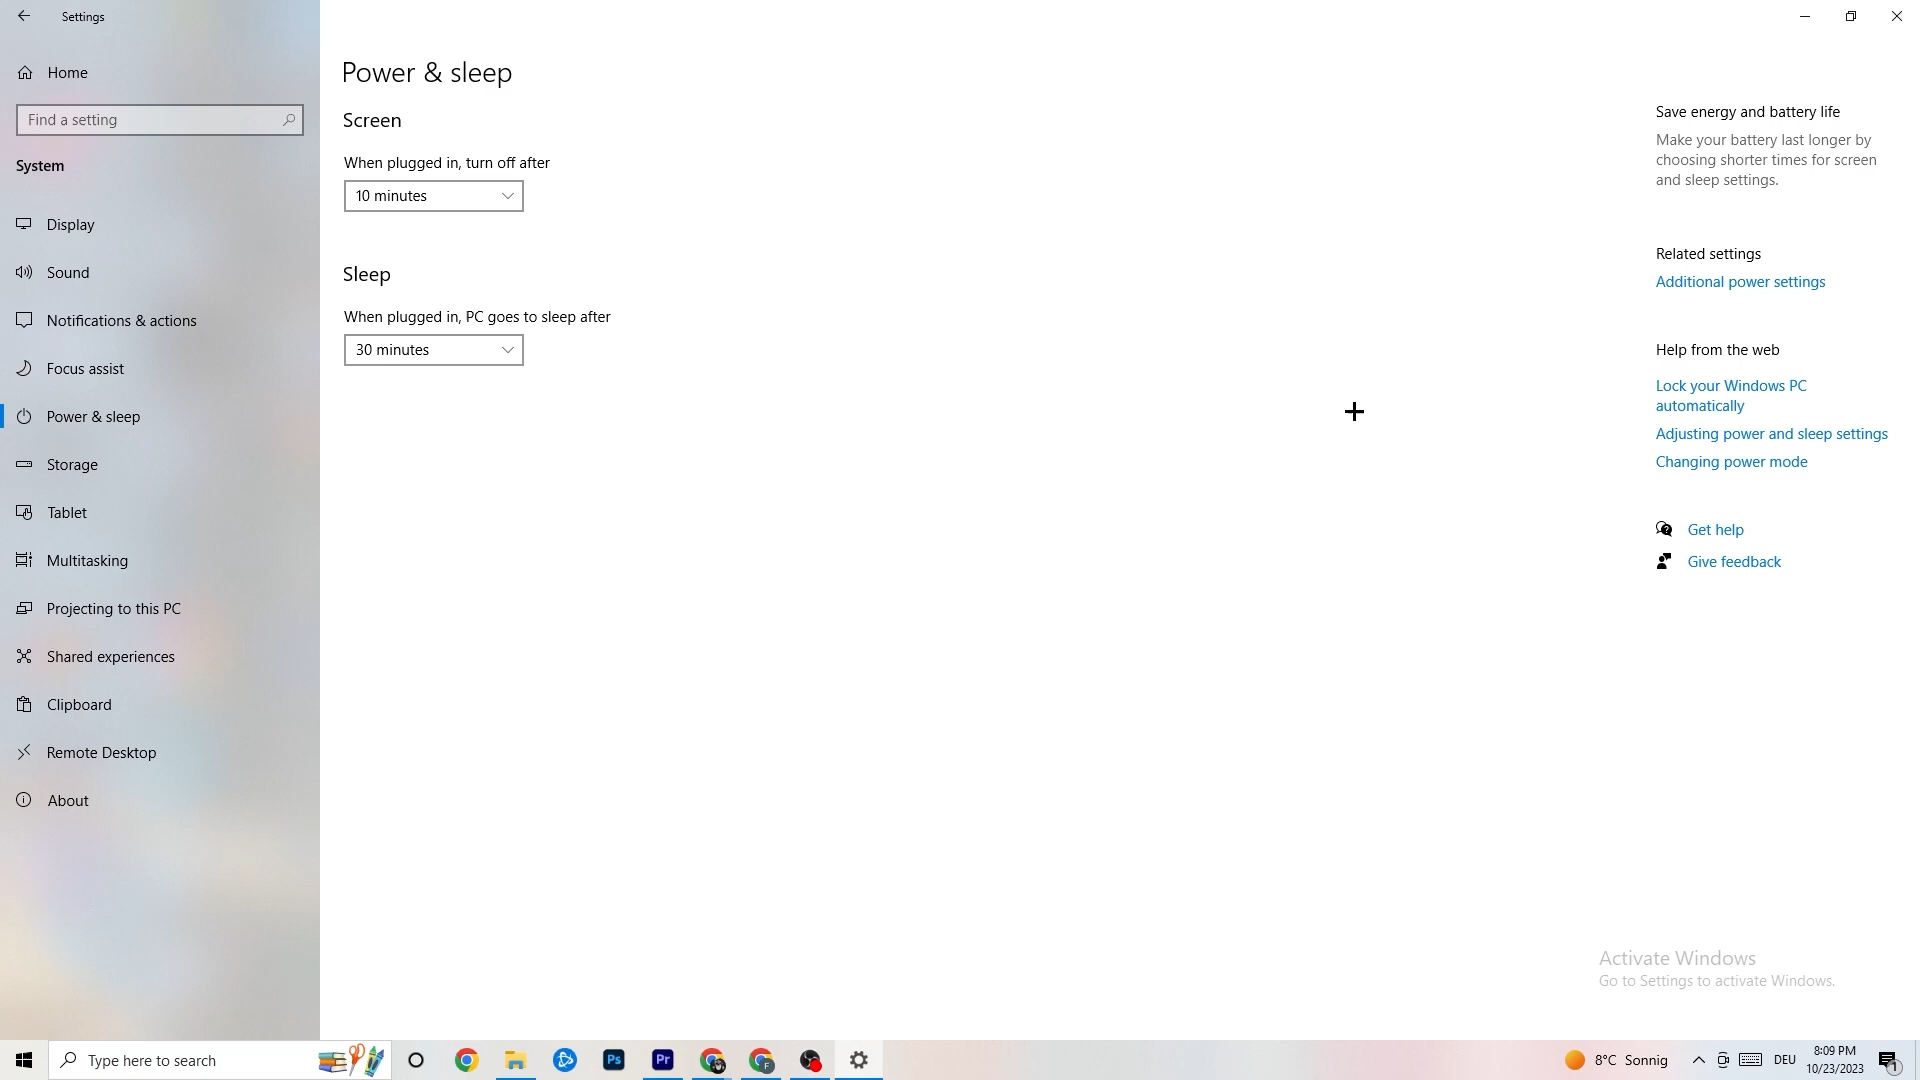 Settings
Home
Find a setting
System
Display
Sound
Notifications & actions
Focus assist
Power & sleep
Storage
Tablet
Multitasking
Projecting to this PC
Shared experiences
Clipboard
Remote Desktop
About
Power & sleep
Screen
When plugged in, turn off after
10 minutes
Sleep
When plugged in, PC goes to sleep after
30 minutes
Save energy and battery life
Make your battery last longer by
choosing shorter times for screen
and sleep settings.
Related settings
Additional power settings
Help from the web
Lock your Windows PC
automatically
Adjusting power and sleep settings
Changing power mode
Get help
Give feedback
Activate Windows
Go to Settings to activate Windows.
Type here to search
Ps
Pr
F
8°C Sonnig
DEU
8:09 PM
10/23/2023
1